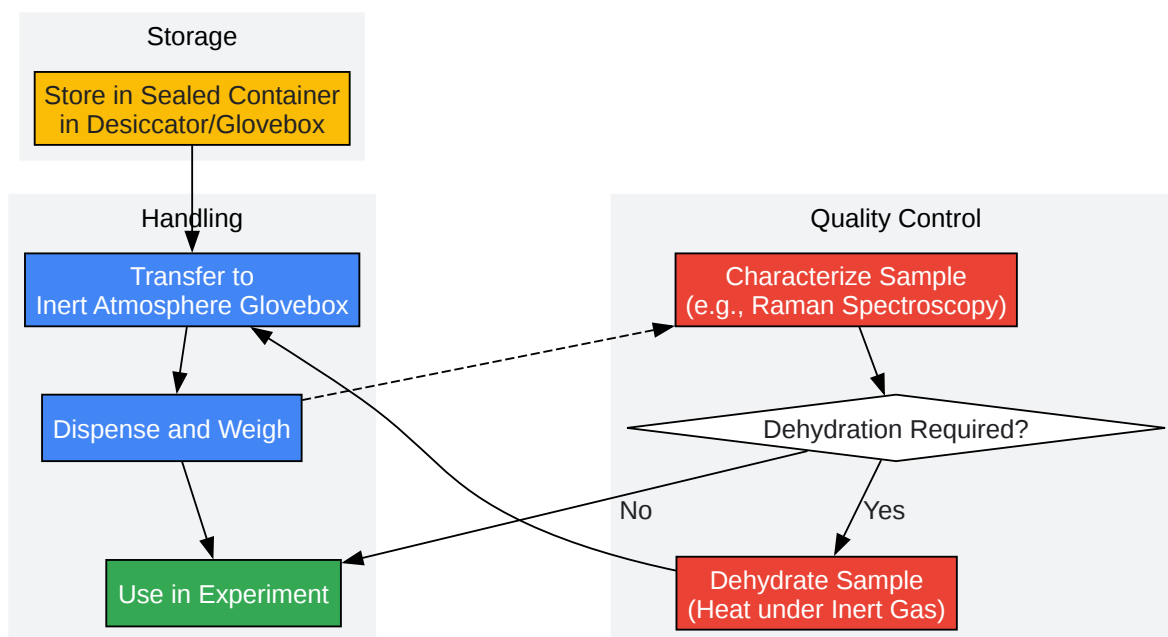 Storage
Store in Sealed Container
in Desiccator/Glovebox
Handling
Transfer to
Inert Atmosphere Glovebox
Dispense and Weigh
Use in Experiment
Quality Control
Characterize Sample
(e.g., Raman Spectroscopy)
Dehydration Required?
No
Yes
Dehydrate Sample
(Heat under Inert Gas)